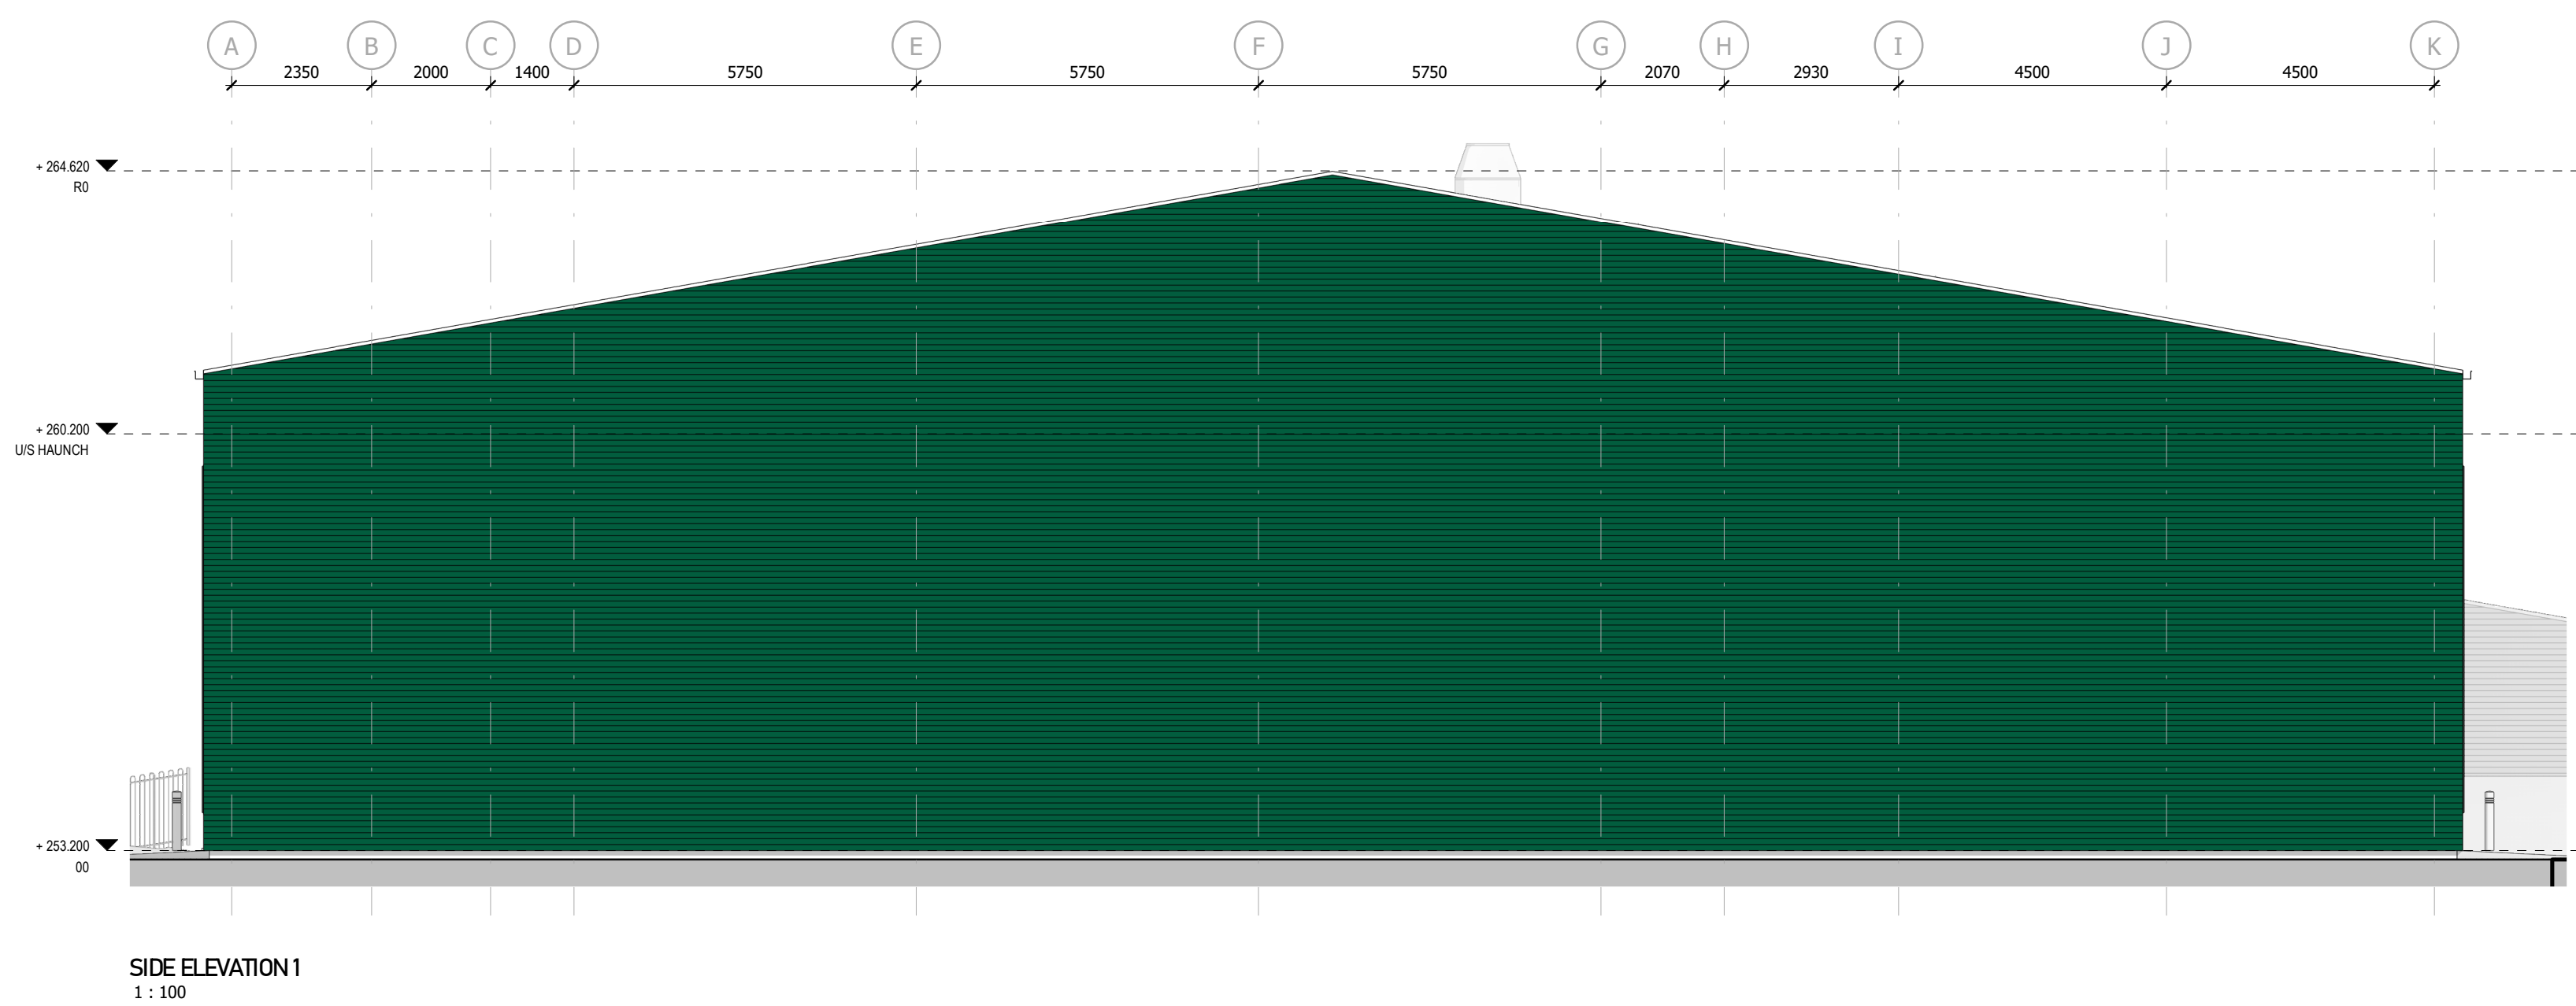 A B C D E F G H I J K
2350 2000 1400 5750 5750 5750 2070 2930 4500 4500
+ 264.620
R0
+ 260.200
U/S HAUNCH
+ 253.200
00
SIDE ELEVATION 1
1 : 100